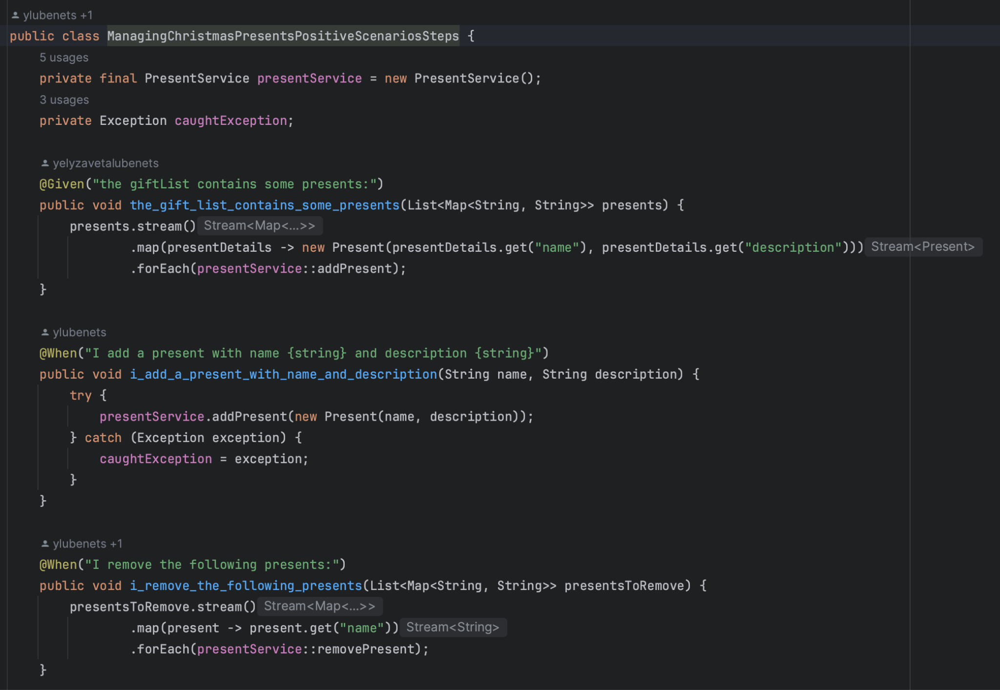 ylubenets +1
public class ManagingChristmasPresentsPositiveScenariosSteps {
5 usages
private final PresentService presentService = new PresentService();
3 usages
private Exception caughtException;
yelyzavetalubenets
@Given("the giftList contains some presents:")
public void the_gift_list_contains_some_presents(List<Map<String, String>> presents) {
presents.stream() Stream<Map<...>>
.map(presentDetails -> new Present(presentDetails.get("name"), presentDetails.get("description"))) Stream<Present>
.forEach(presentService::addPresent);
}
ylubenets
@When("I add a present with name {string} and description {string}")
public void i_add_a_present_with_name_and_description(String name, String description) {
try {
presentService.addPresent(new Present(name, description));
} catch (Exception exception) {
caughtException = exception;
}
}
ylubenets +1
@When("I remove the following presents:")
public void i_remove_the_following_presents(List<Map<String, String>> presentsToRemove) {
presentsToRemove.stream() Stream<Map<...>>
.map(present -> present.get("name")) Stream<String>
.forEach(presentService::removePresent);
}